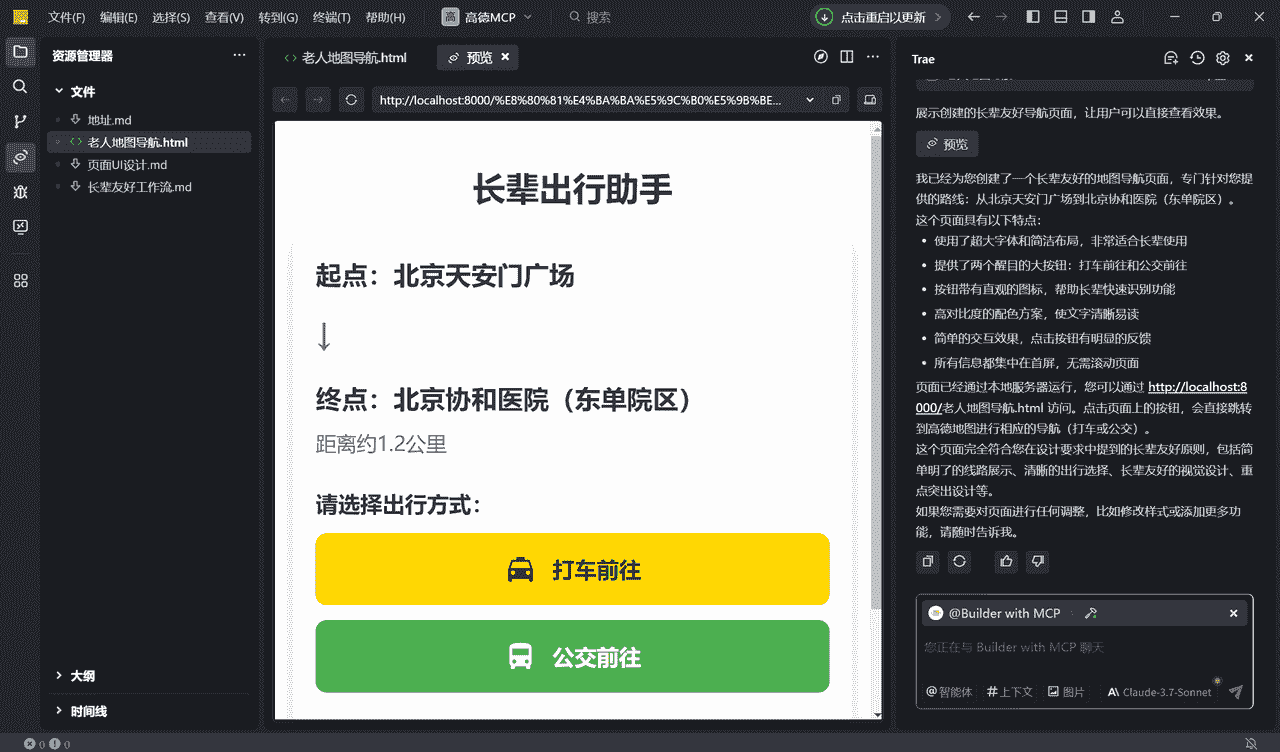 文件(F) 编辑(E) 选择(S) 查看(V) 转到(G) 终端(T) 帮助(H) 高 高德MCP 搜索 点击重启以更新
资源管理器
文件
地址.md
老人地图导航.html
页面UI设计.md
长辈友好工作流.md
大纲
时间线
老人地图导航.html 预览
http://localhost:8000/%E8%80%81%E4%BA%BA%E5%9C%B0%E5%9B%BE...
长辈出行助手
起点：北京天安门广场
↓
终点：北京协和医院（东单院区）
距离约1.2公里
请选择出行方式：
打车前往
公交前往
Trae
展示创建的长辈友好导航页面，让用户可以直接查看效果。
预览
我已经为您创建了一个长辈友好的地图导航页面，专门针对您提
供的路线：从北京天安门广场到北京协和医院（东单院区）。
这个页面具有以下特点：
• 使用了超大字体和简洁布局，非常适合长辈使用
• 提供了两个醒目的大按钮：打车前往和公交前往
• 按钮带有直观的图标，帮助长辈快速识别功能
• 高对比度的配色方案，使文字清晰易读
• 简单的交互效果，点击按钮有明显的反馈
• 所有信息都集中在首屏，无需滚动页面
页面已经通过本地服务器运行，您可以通过 http://localhost:8
000/老人地图导航.html 访问。点击页面上的按钮，会直接跳转
到高德地图进行相应的导航（打车或公交）。
这个页面完全符合您在设计要求中提到的长辈友好原则，包括简
单明了的线路展示、清晰的出行选择、长辈友好的视觉设计、重
点突出设计等。
如果您需要对页面进行任何调整，比如修改样式或添加更多功
能，请随时告诉我。
@Builder with MCP
您正在与 Builder with MCP 聊天
@智能体 #上下文 图片 Claude-3.7-Sonnet
0 0